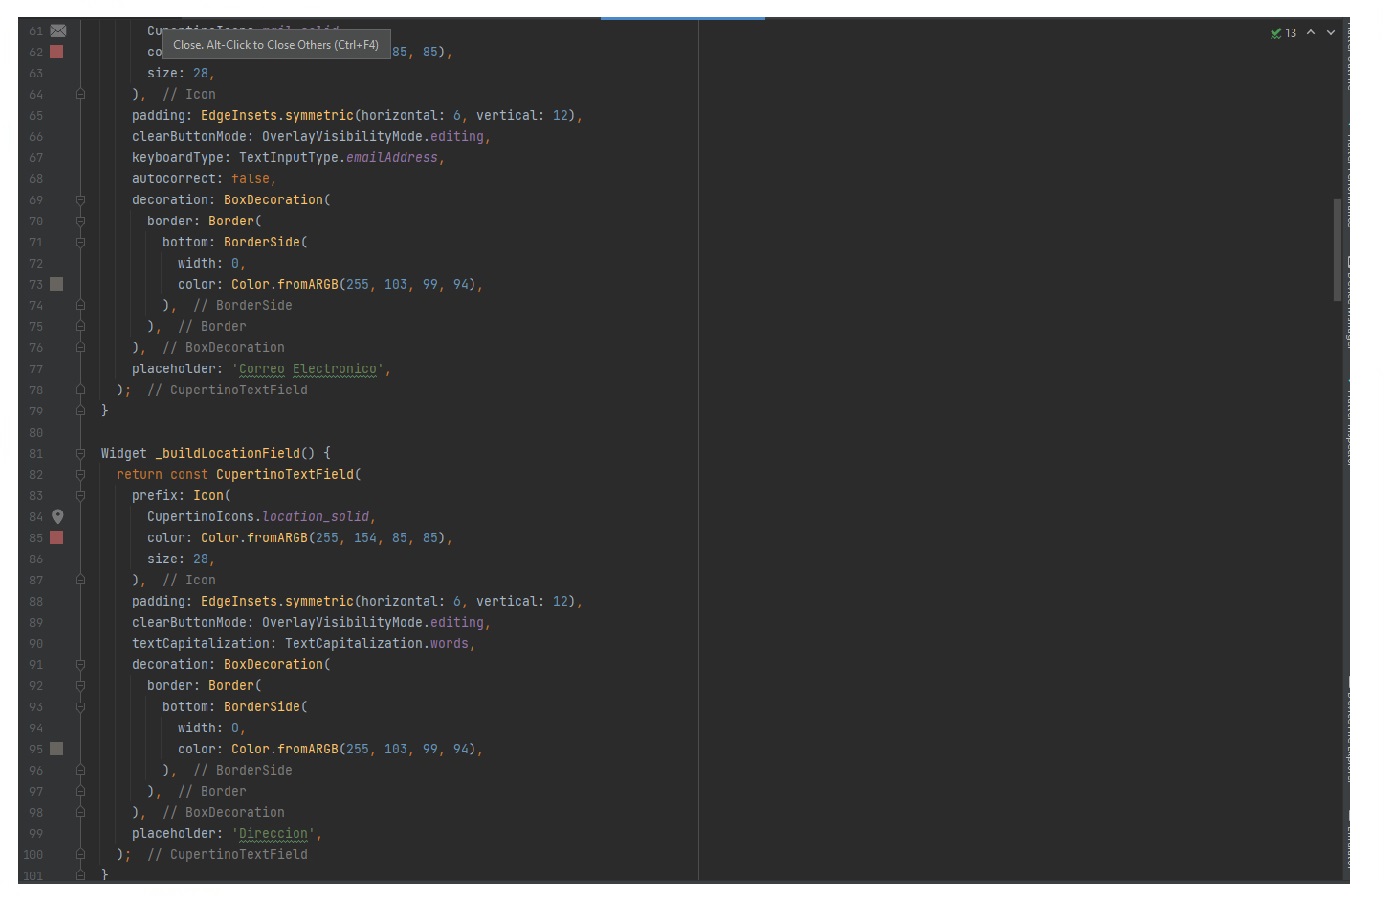 61 CupertinoIcons.mail_solid,
Close. Alt-Click to Close Others (Ctrl+F4)
13
62 co 85, 85),
63 size: 28,
64 ), // Icon
65 padding: EdgeInsets.symmetric(horizontal: 6, vertical: 12),
66 clearButtonMode: OverlayVisibilityMode.editing,
67 keyboardType: TextInputType.emailAddress,
68 autocorrect: false,
69 decoration: BoxDecoration(
70 border: Border(
71 bottom: BorderSide(
72 width: 0,
73 color: Color.fromARGB(255, 103, 99, 94),
74 ), // BorderSide
75 ), // Border
76 ), // BoxDecoration
77 placeholder: 'Correo Electronico',
78 ); // CupertinoTextField
79 }
80
81 Widget _buildLocationField() {
82 return const CupertinoTextField(
83 prefix: Icon(
84 CupertinoIcons.location_solid,
85 color: Color.fromARGB(255, 154, 85, 85),
86 size: 28,
87 ), // Icon
88 padding: EdgeInsets.symmetric(horizontal: 6, vertical: 12),
89 clearButtonMode: OverlayVisibilityMode.editing,
90 textCapitalization: TextCapitalization.words,
91 decoration: BoxDecoration(
92 border: Border(
93 bottom: BorderSide(
94 width: 0,
95 color: Color.fromARGB(255, 103, 99, 94),
96 ), // BorderSide
97 ), // Border
98 ), // BoxDecoration
99 placeholder: 'Direccion',
100 ); // CupertinoTextField
101 }